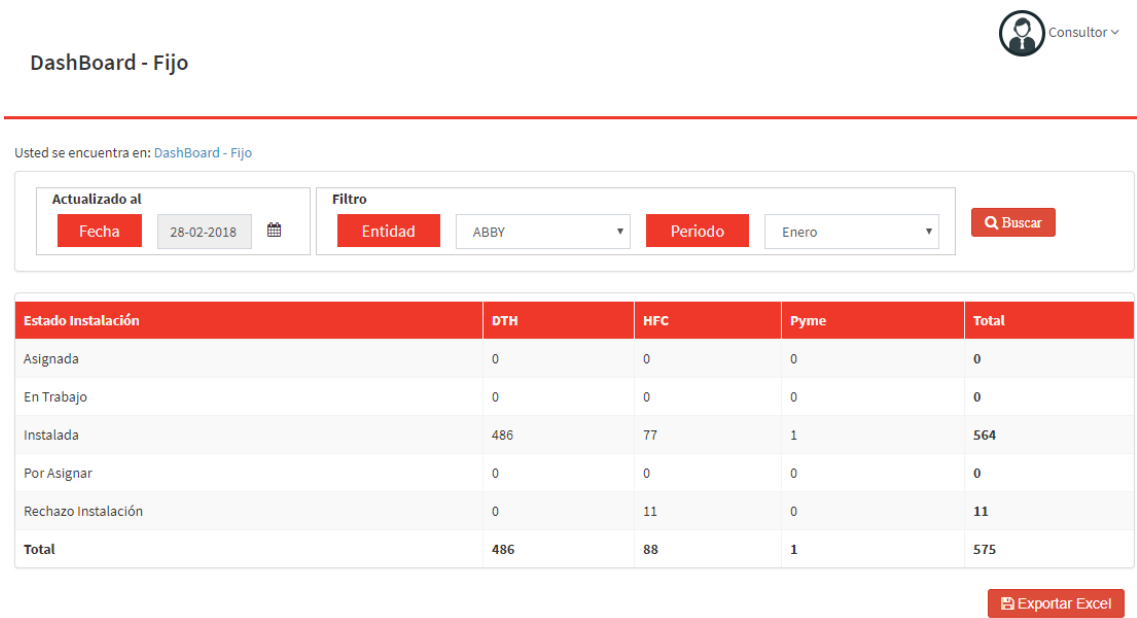 Consultor
DashBoard - Fijo
Usted se encuentra en: DashBoard - Fijo
Actualizado al Filtro
Fecha 28-02-2018 Entidad ABBY Periodo Enero Buscar
Estado Instalación DTH HFC Pyme Total
Asignada 0 0 0 0
En Trabajo 0 0 0 0
Instalada 486 77 1 564
Por Asignar 0 0 0 0
Rechazo Instalación 0 11 0 11
Total 486 88 1 575
Exportar Excel